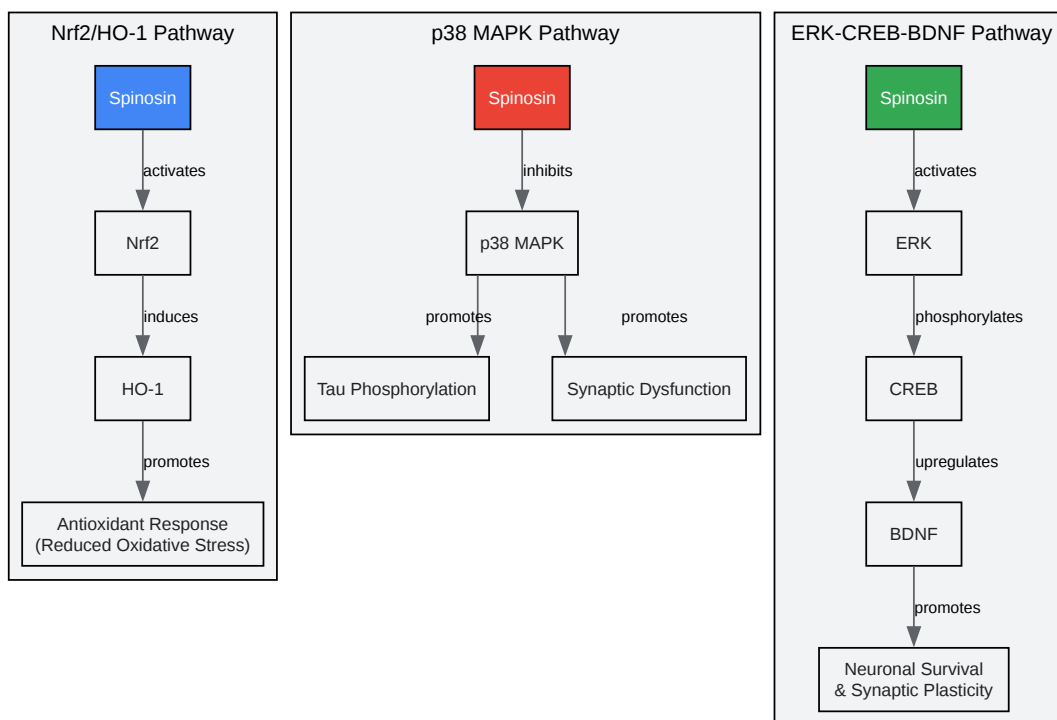 Nrf2/HO-1 Pathway
Spinosin
activates
Nrf2
induces
HO-1
promotes
Antioxidant Response
(Reduced Oxidative Stress)
p38 MAPK Pathway
Spinosin
inhibits
p38 MAPK
promotes
promotes
Tau Phosphorylation
Synaptic Dysfunction
ERK-CREB-BDNF Pathway
Spinosin
activates
ERK
phosphorylates
CREB
upregulates
BDNF
promotes
Neuronal Survival
& Synaptic Plasticity